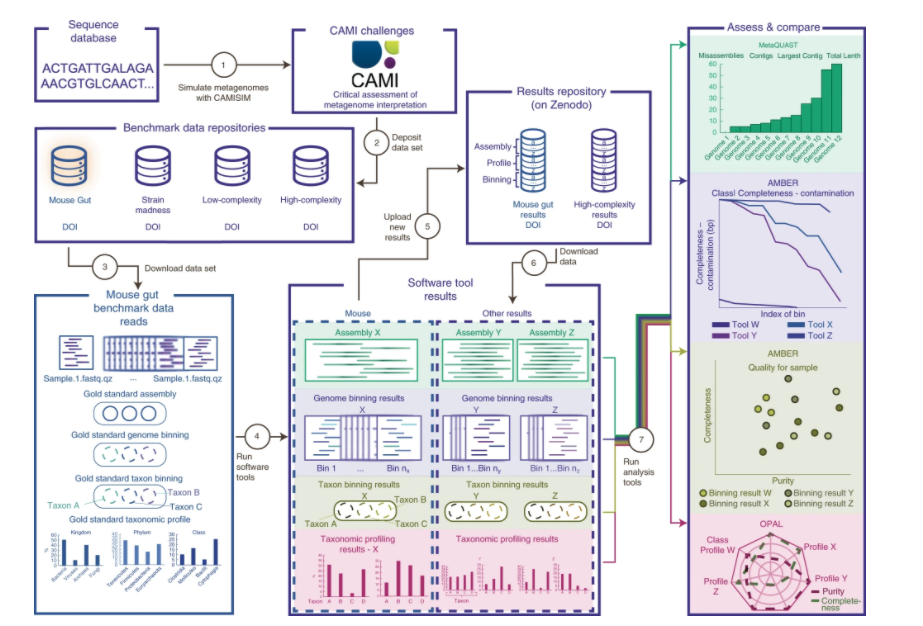 Sequence
database
ACTGATTGALAGA
AACGTGLCAACT...
1
Simulate metagenomes
with CAMISIM
CAMI challenges
CAMI
Critical assessment of
metagenome interpretation
2
Deposit
data set
Benchmark data repositories
Mouse Gut
Strain
madness
Low-complexity
High-complexity
DOI
DOI
DOI
DOI
3
Download data set
Results repository
(on Zenodo)
Assembly
Profile
Binning
Mouse gut
results
DOI
High-complexity
results
DOI
5
Upload
new
results
6
Download
data
Mouse gut
benchmark data
reads
Sample.1.fastq.qz
...
Sample.1.fastq.qz
Gold standard assembly
Gold standard genome binning
Gold standard taxon binning
Taxon A
Taxon B
Taxon C
Gold standard taxonomic profile
Kingdom
Phylum
Class
Bacteria
Viruses
Archaea
Fungi
4
Run
software
tools
Software tool
results
Mouse
Other results
Assembly X
Assembly Y
Assembly Z
Genome binning results
X
Bin 1
...
Bin nx
Genome binning results
Y
Z
Bin 1...Bin ny
Bin 1...Bin nz
Taxon binning results
X
Taxon A
Taxon B
Taxon C
Taxon binning results
Y
Z
Taxonomic profiling
results - X
Taxon
A B C D
A B C D
Taxonomic profiling results
Taxon
7
Run
analysis
tools
Assess & compare
MetaQUAST
Misassemblies
Contigs
Largest Contig
Total Lenth
60
50
40
30
20
10
0
Genome 1
Genome 2
Genome 3
Genome 4
Genome 5
Genome 6
Genome 7
Genome 8
Genome 9
Genome 10
Genome 11
Genome 12
AMBER
Class| Completeness - contamination
Completeness –
contamination (bp)
Index of bin
Tool W
Tool X
Tool Y
Tool Z
AMBER
Quality for sample
Completeness
Purity
Binning result W
Binning result Y
Binning result X
Binning result Z
OPAL
Class
Profile W
Profile X
Profile
Z
Profile Y
Purity
Complete-
ness